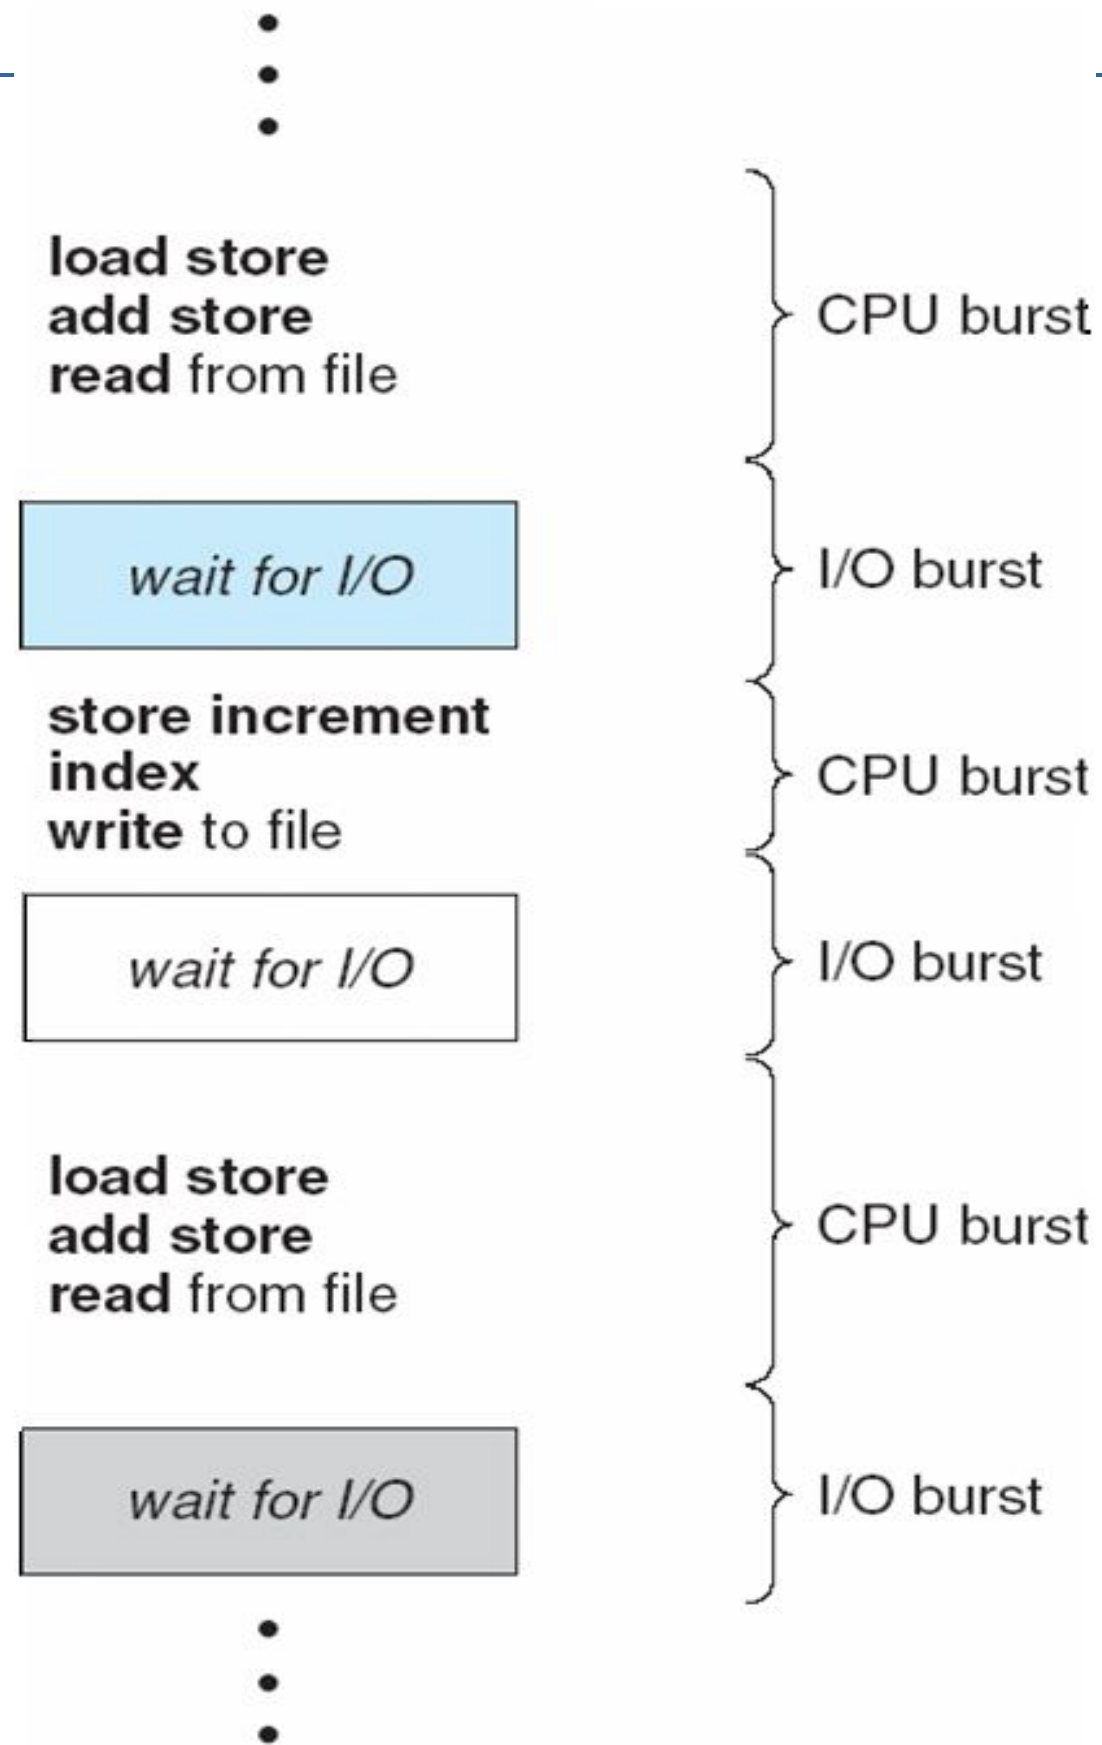 load store
add store
read from file
CPU burst
wait for I/O
I/O burst
store increment
index
write to file
CPU burst
wait for I/O
I/O burst
load store
add store
read from file
CPU burst
wait for I/O
I/O burst